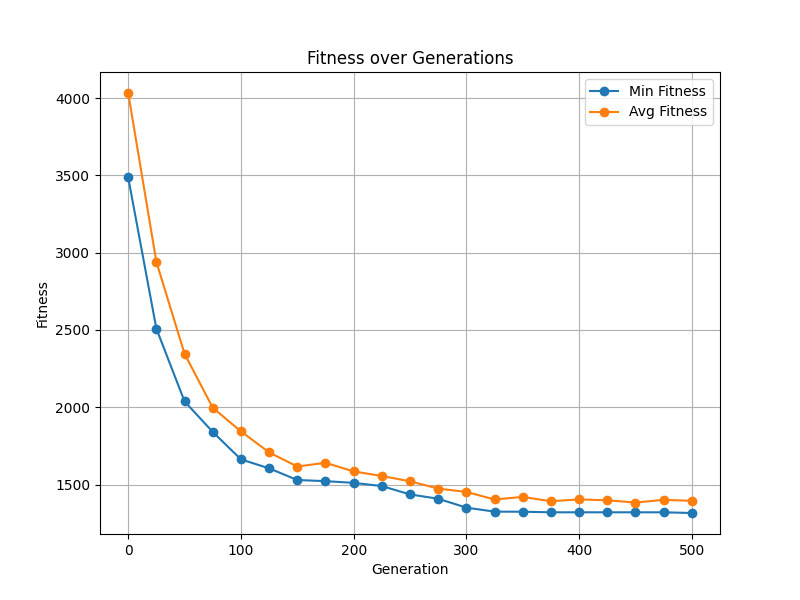 Fitness over Generations
Min Fitness
Avg Fitness
4000
3500
3000
2500
2000
1500
Fitness
0 100 200 300 400 500
Generation